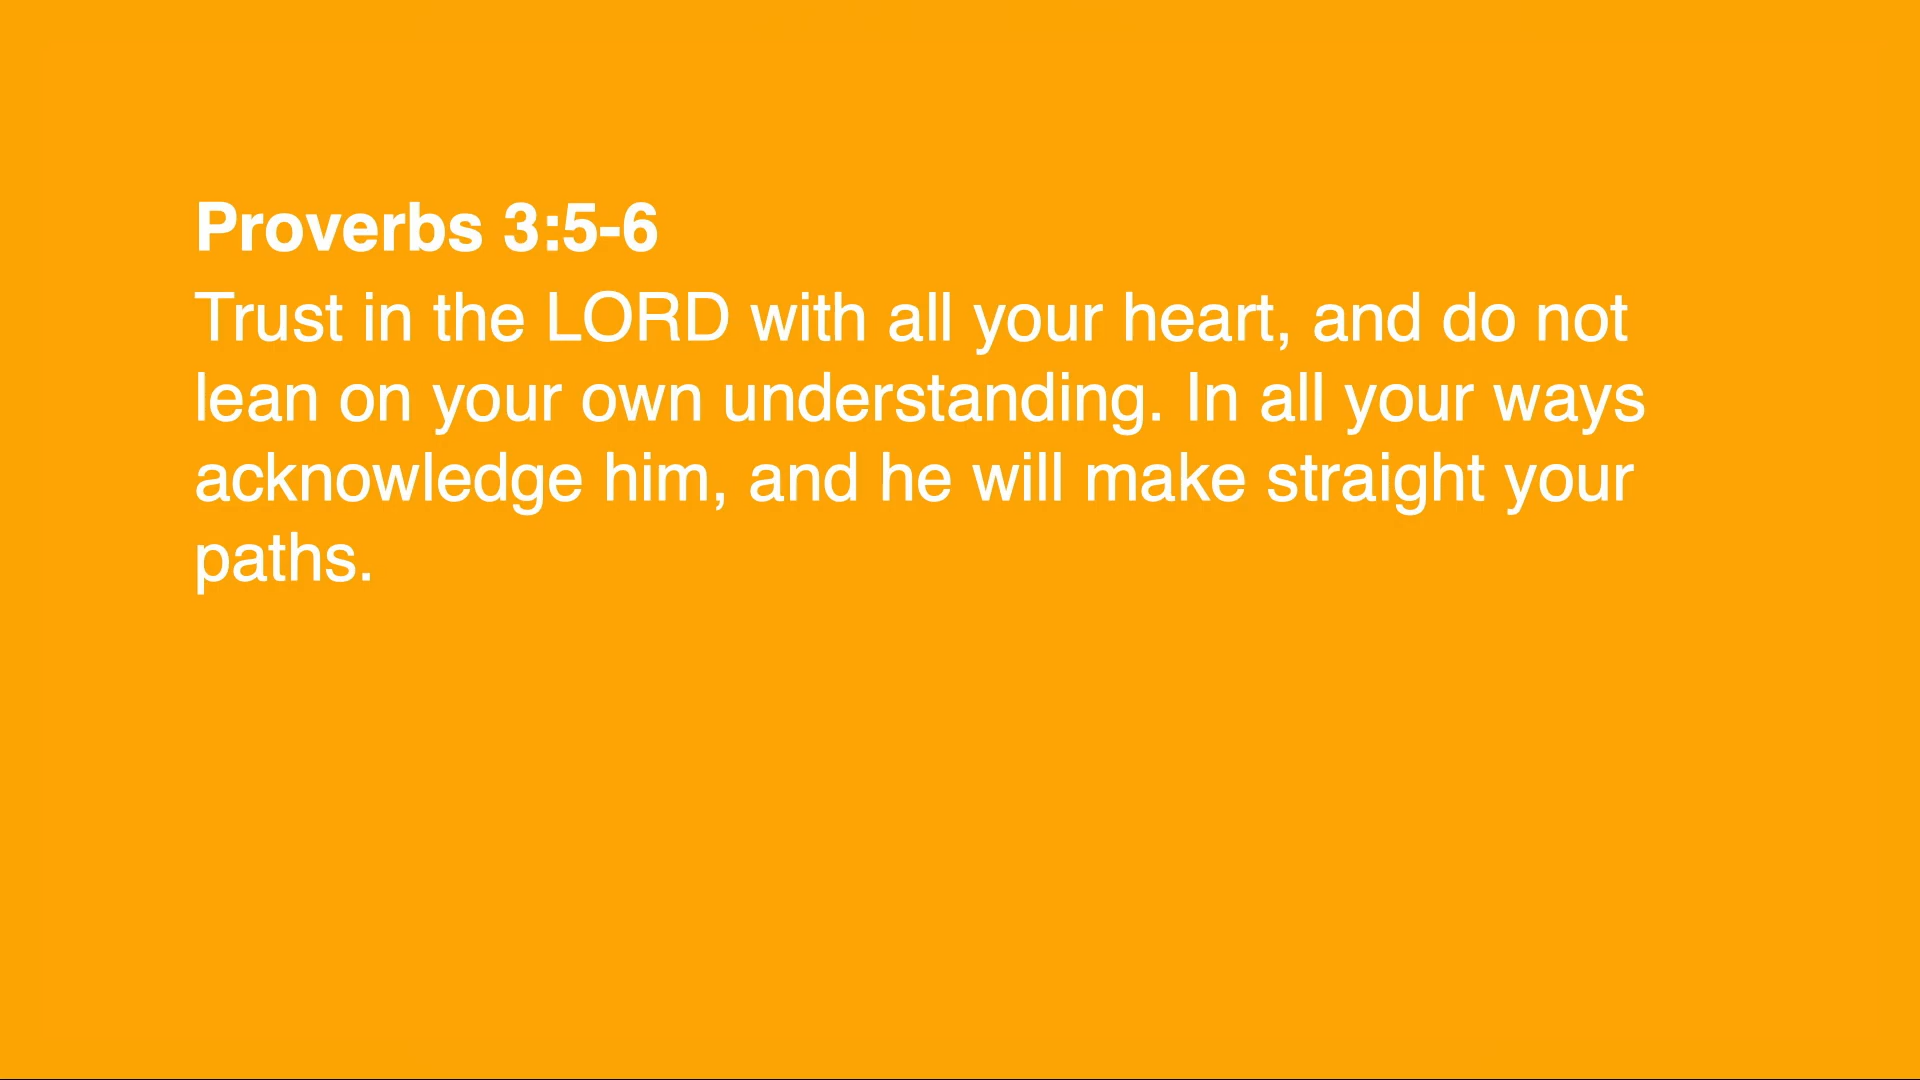 Proverbs 3:5-6
Trust in the LORD with all your heart, and do not
lean on your own understanding. In all your ways
acknowledge him, and he will make straight your
paths.